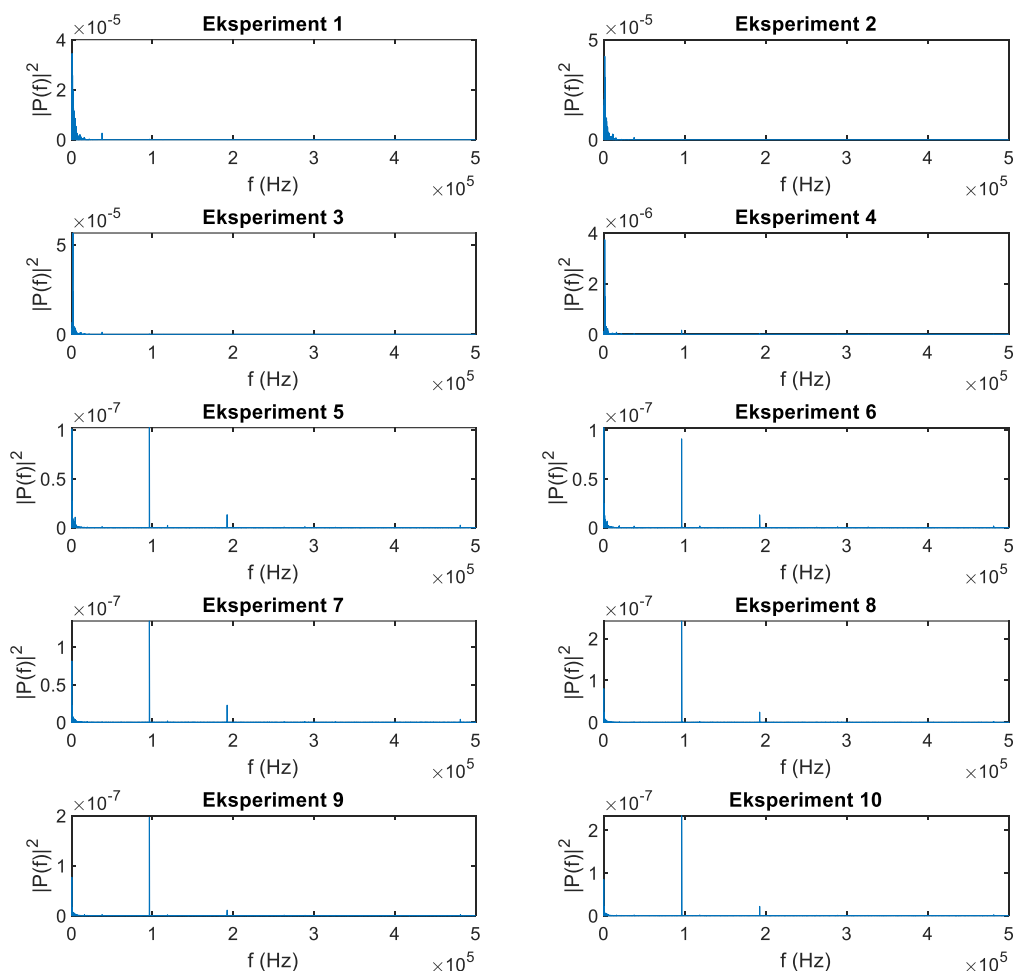 Eksperiment 1
×10-5
4
2
0
|P(f)|2
0 1 2 3 4 5
f (Hz)
×105
Eksperiment 2
×10-5
5
0
|P(f)|2
0 1 2 3 4 5
f (Hz)
×105
Eksperiment 3
×10-5
5
0
|P(f)|2
0 1 2 3 4 5
f (Hz)
×105
Eksperiment 4
×10-6
4
2
0
|P(f)|2
0 1 2 3 4 5
f (Hz)
×105
Eksperiment 5
×10-7
1
0.5
0
|P(f)|2
0 1 2 3 4 5
f (Hz)
×105
Eksperiment 6
×10-7
1
0.5
0
|P(f)|2
0 1 2 3 4 5
f (Hz)
×105
Eksperiment 7
×10-7
1
0.5
0
|P(f)|2
0 1 2 3 4 5
f (Hz)
×105
Eksperiment 8
×10-7
2
1
0
|P(f)|2
0 1 2 3 4 5
f (Hz)
×105
Eksperiment 9
×10-7
2
1
0
|P(f)|2
0 1 2 3 4 5
f (Hz)
×105
Eksperiment 10
×10-7
2
1
0
|P(f)|2
0 1 2 3 4 5
f (Hz)
×105